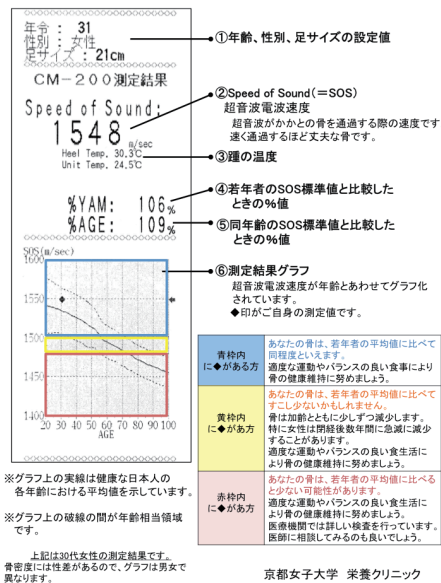 年令 : 31
性別 : 女性
足サイズ : 21cm
CM-200測定結果
Speed of Sound:
1548 m/sec
Heel Temp. 30.3℃
Unit Temp. 24.5℃
%YAM: 106%
%AGE: 109%
SOS(m/sec)
1600
1550
1500
1450
1400
20 30 40 50 60 70 80 90 100
AGE
①年齢、性別、足サイズの設定値
②Speed of Sound(=SOS)
超音波電波速度
超音波がかかとの骨を通過する際の速度です
速く通過するほど丈夫な骨です。
③踵の温度
④若年者のSOS標準値と比較した
ときの%値
⑤同年齢のSOS標準値と比較した
ときの%値
⑥測定結果グラフ
超音波電波速度が年齢とあわせてグラフ化
されています。
◆印がご自身の測定値です。
青枠内
に◆がある方
あなたの骨は、若年者の平均値に比べて
同程度といえます。
適度な運動やバランスの良い食事により
骨の健康維持に努めましょう。
黄枠内
に◆があ方
あなたの骨は、若年者の平均値に比べて
すこし少ないかもしれません。
骨は加齢とともに少しずつ減少します。
特に女性は閉経後数年間に急減に減少
することがあります。
適度な運動やバランスの良い食生活に
より骨の健康維持に努めましょう。
赤枠内
に◆があ方
あなたの骨は、若年者の平均値に比べる
と少ない可能性があります。
適度な運動やバランスの良い食生活に
より骨の健康維持に努めましょう。
医療機関では詳しい検査を行っています。
医師に相談してみるのも良いでしょう。
※グラフ上の実線は健康な日本人の
各年齢における平均値を示しています。
※グラフ上の破線の間が年齢相当領域
です。
上記は30代女性の測定結果です。
骨密度には性差があるので、グラフは男女で
異なります。
京都女子大学 栄養クリニック